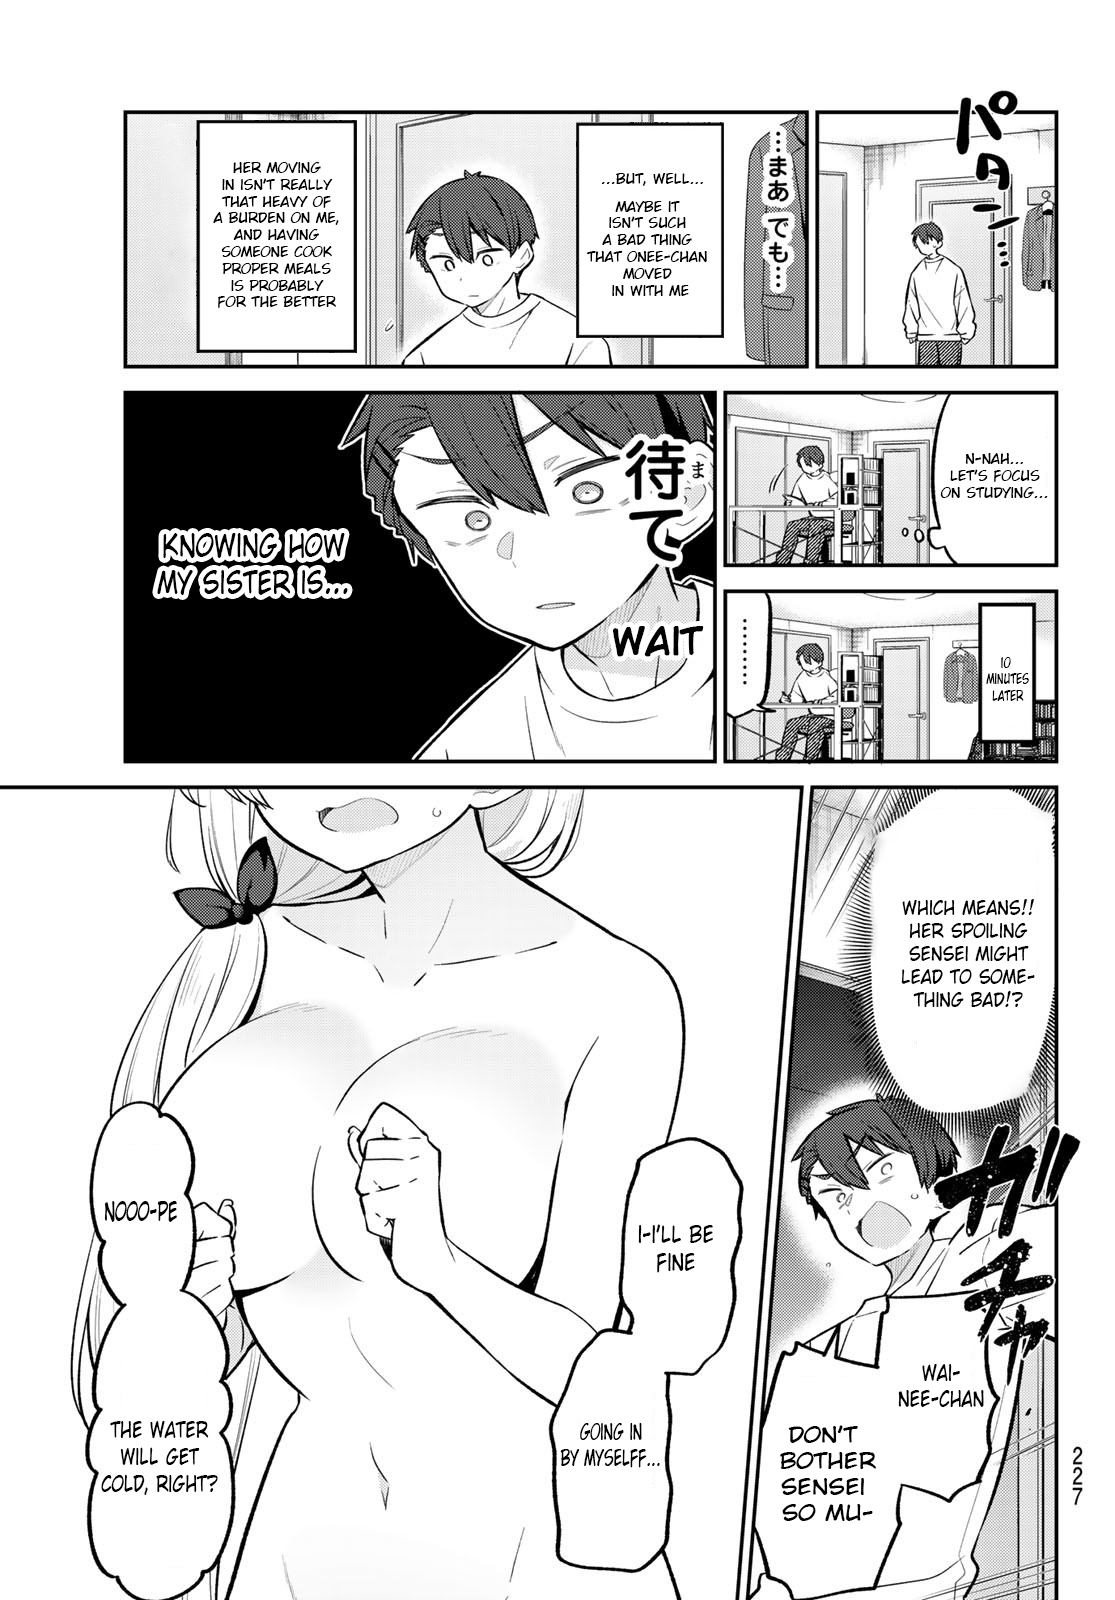 パタン…
…まあ でも…
...BUT, WELL...
MAYBE IT
ISN'T SUCH
A BAD THING
THAT ONEE-CHAN
MOVED
IN WITH ME
HER MOVING
IN ISN'T REALLY
THAT HEAVY OF
A BURDEN ON ME,
AND HAVING
SOMEONE COOK
PROPER MEALS
IS PROBABLY
FOR THE BETTER
N-NAH...
LET'S FOCUS
ON STUDYING...
10
MINUTES
LATER
………
待て
ま
WAIT
KNOWING HOW
MY SISTER IS...
WHICH MEANS!!
HER SPOILING
SENSEI MIGHT
LEAD TO SOME-
THING BAD!?
ガチャ
WAI-
NEE-CHAN
DON'T
BOTHER
SENSEI
SO MU-
I-I'LL BE
FINE
GOING IN
BY MYSELFF...
NOOO-PE
THE WATER
WILL GET
COLD, RIGHT?
227